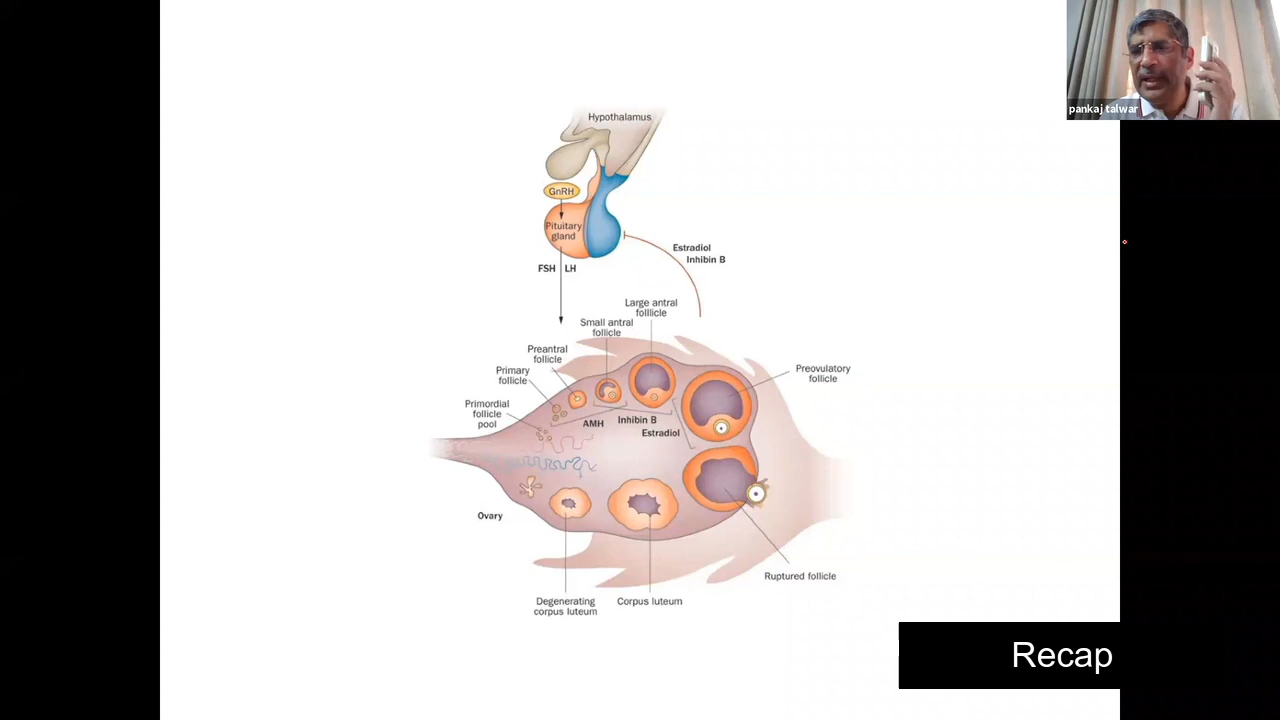 pankaj talwar
Hypothalamus
GnRH
Pituitary
gland
FSH LH
Estradiol
Inhibin B
Large antral
folllicle
Small antral
follicle
Preantral
follicle
Primary
follicle
Primordial
follicle
pool
Preovulatory
follicle
AMH
Inhibin B
Estradiol
Ovary
Ruptured follicle
Degenerating
corpus luteum
Corpus luteum
Recap